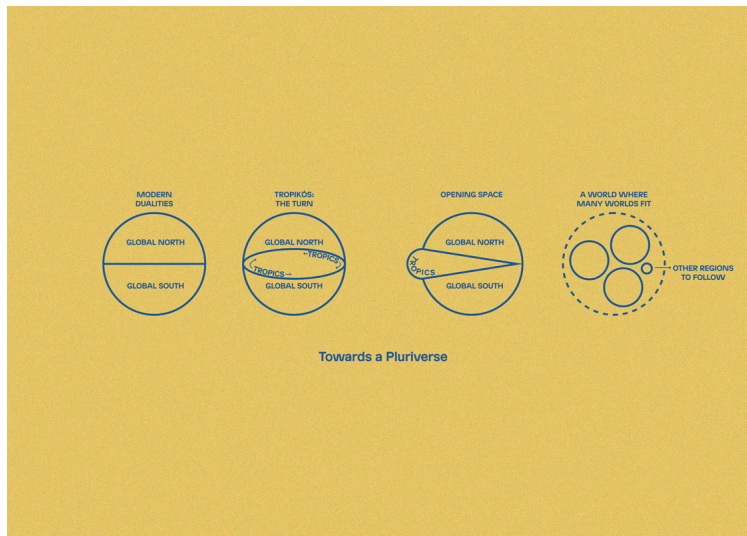 MODERN
DUALITIES
GLOBAL NORTH
GLOBAL SOUTH
TROPIKÓS:
THE TURN
GLOBAL NORTH
←TROPICS
TROPICS→
GLOBAL SOUTH
OPENING SPACE
GLOBAL NORTH
TROPICS
GLOBAL SOUTH
A WORLD WHERE
MANY WORLDS FIT
OTHER REGIONS
TO FOLLOW
Towards a Pluriverse